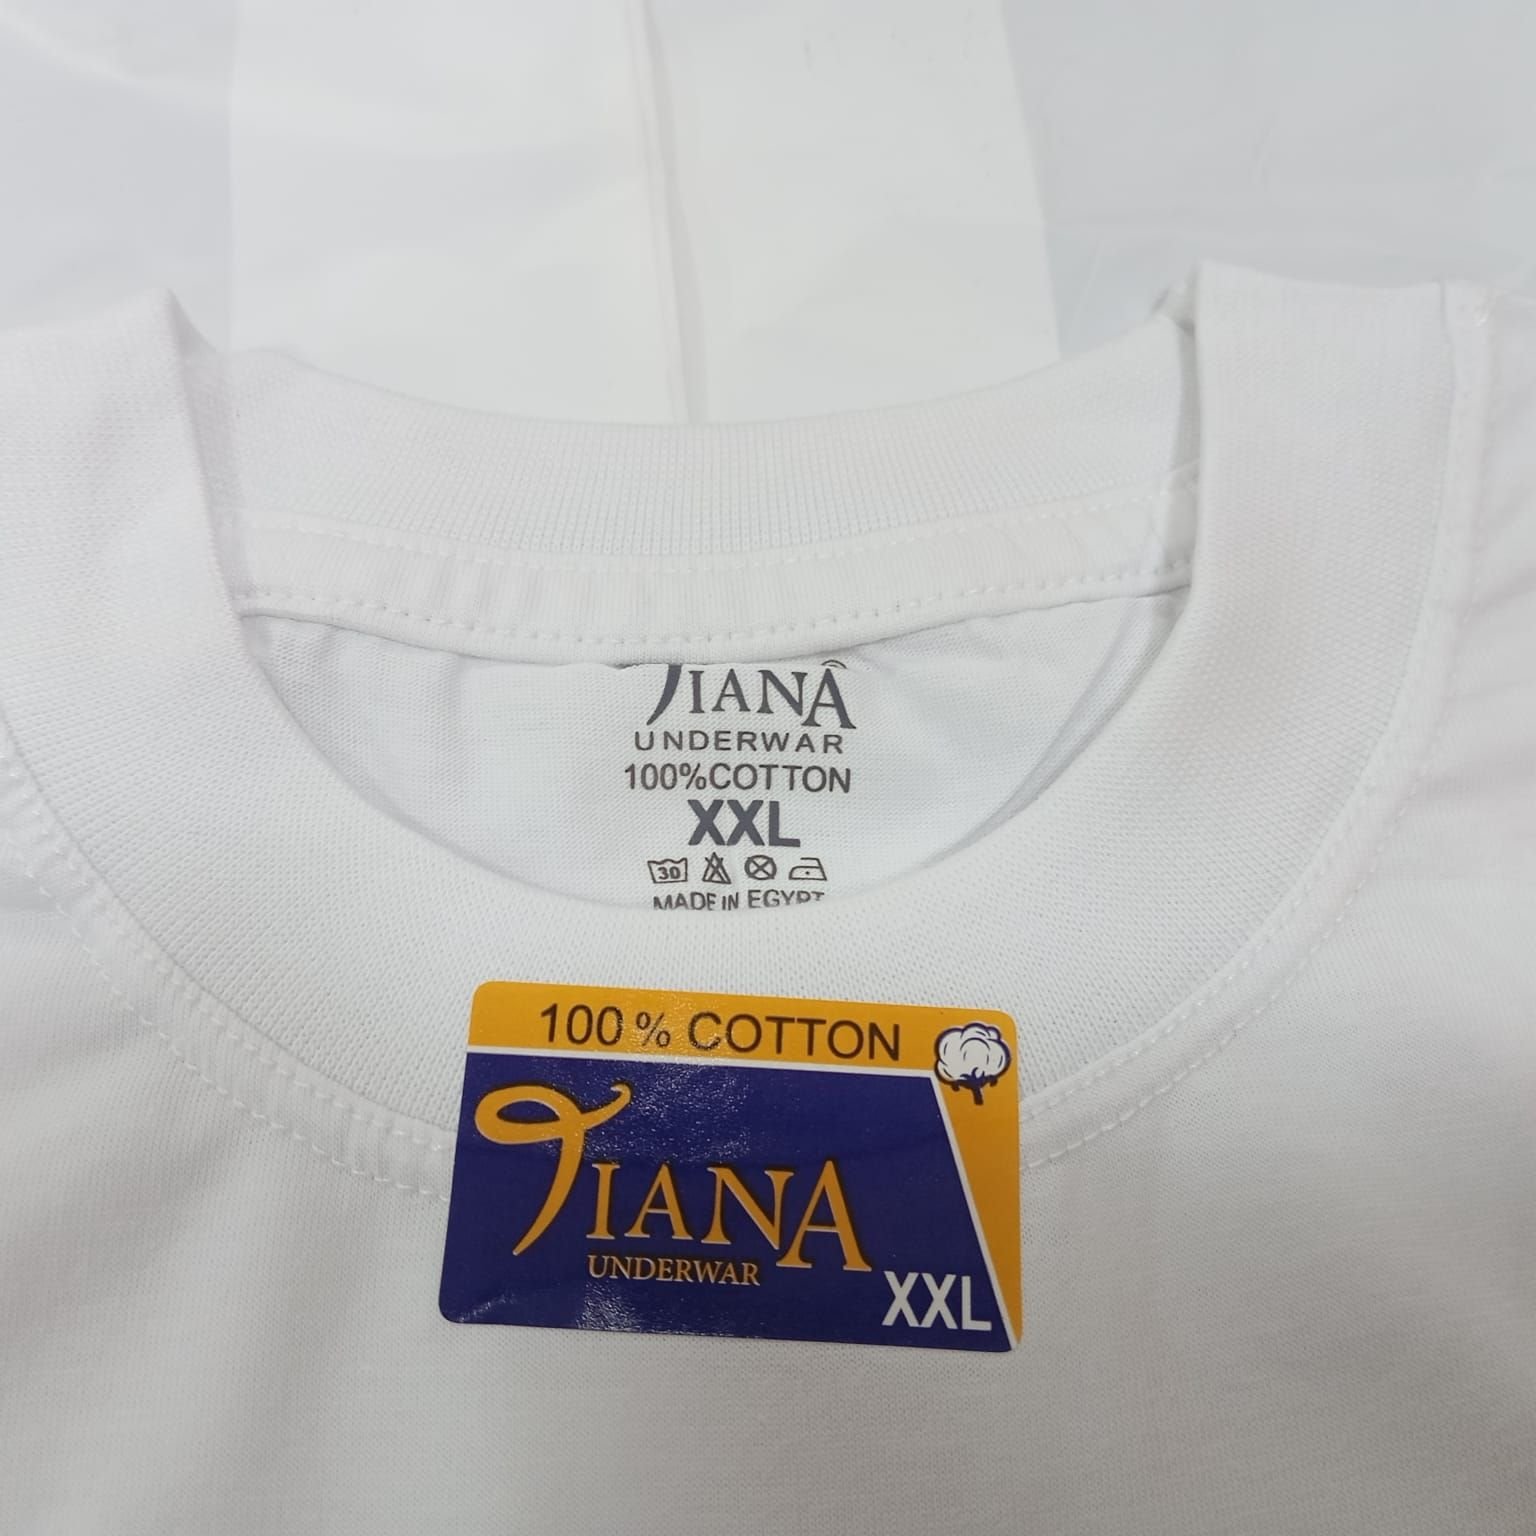 TIANA
UNDERWAR
100%COTTON
XXL
30
MADE IN EGYPT
100% COTTON
TIANA
UNDERWAR
XXL